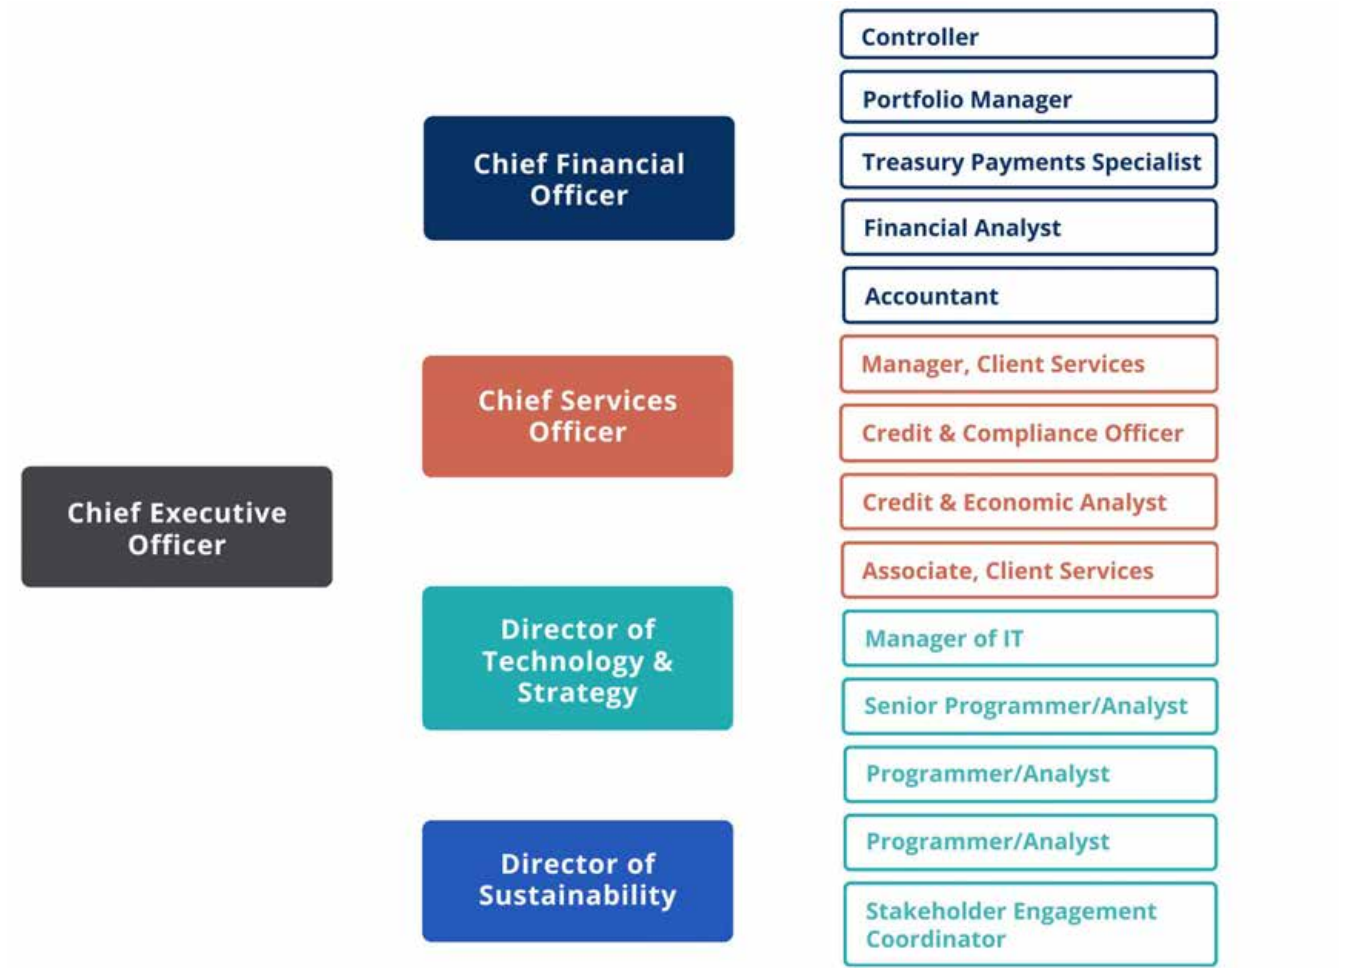 Chief Executive
Officer
Chief Financial
Officer
Chief Services
Officer
Director of
Technology &
Strategy
Director of
Sustainability
Controller
Portfolio Manager
Treasury Payments Specialist
Financial Analyst
Accountant
Manager, Client Services
Credit & Compliance Officer
Credit & Economic Analyst
Associate, Client Services
Manager of IT
Senior Programmer/Analyst
Programmer/Analyst
Programmer/Analyst
Stakeholder Engagement
Coordinator